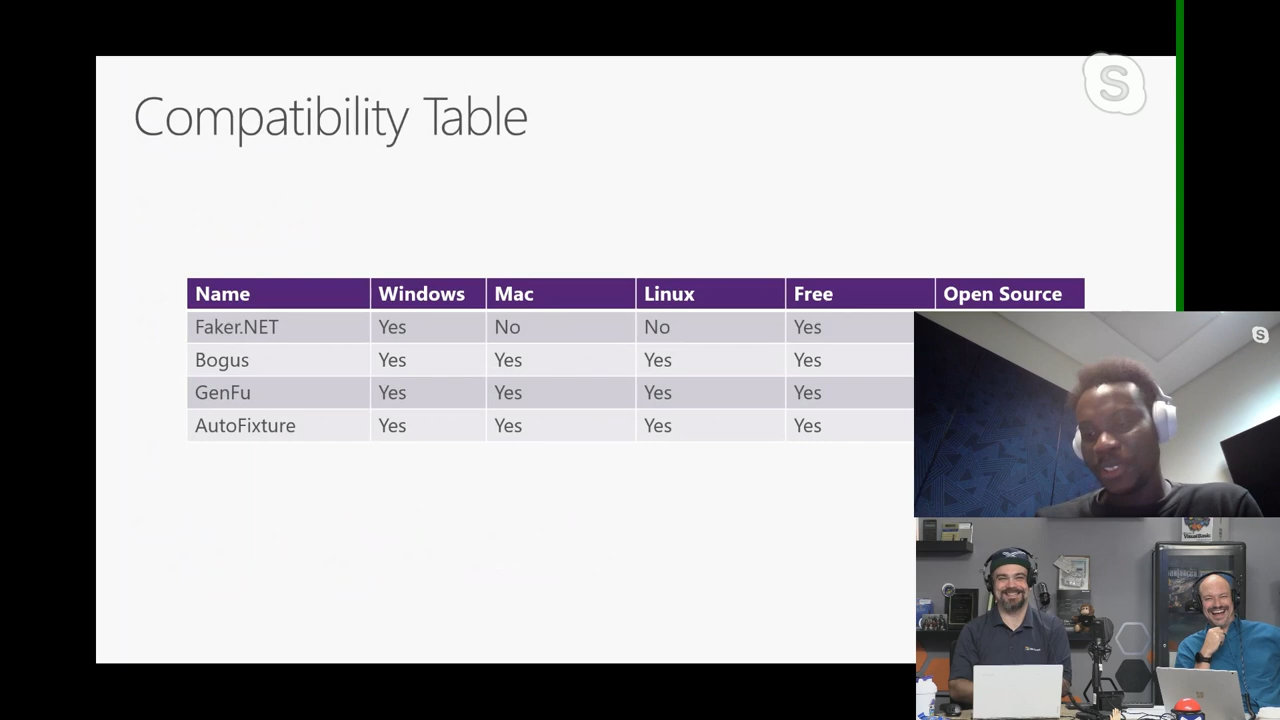 Compatibility Table
S
Name Windows Mac Linux Free Open Source
Faker.NET Yes No No Yes
Bogus Yes Yes Yes Yes
GenFu Yes Yes Yes Yes
AutoFixture Yes Yes Yes Yes
S